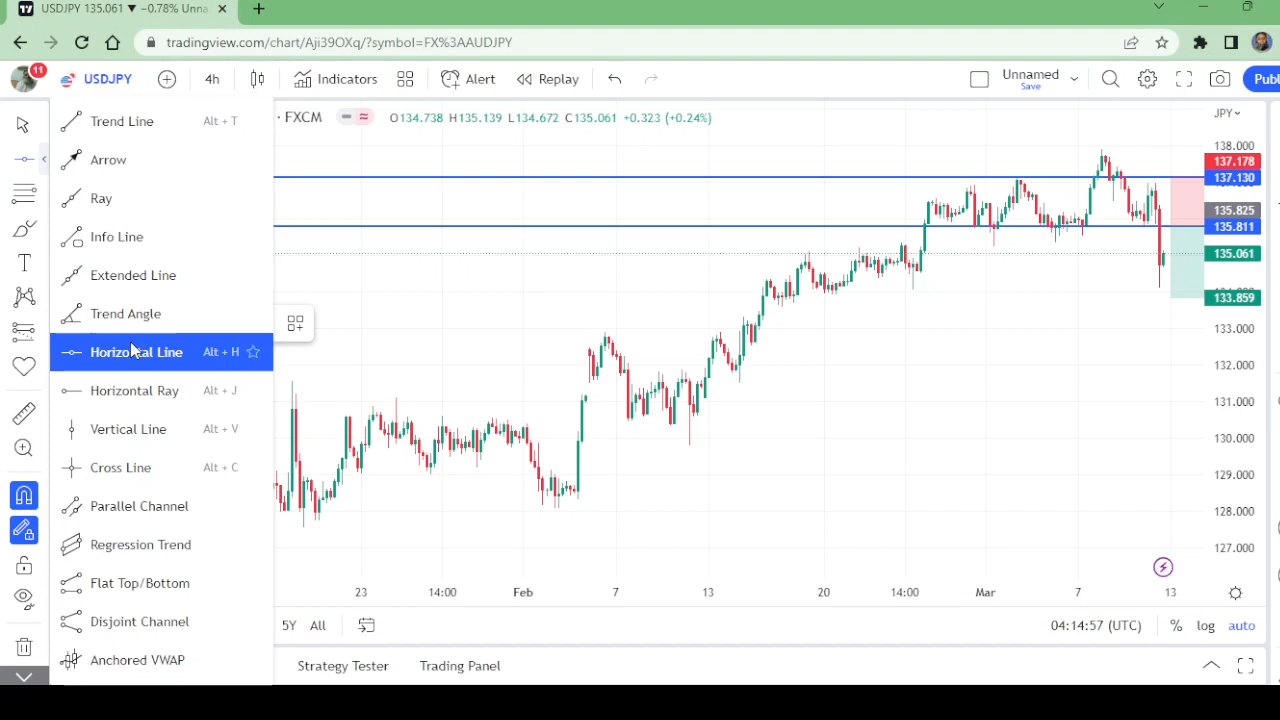 USDJPY 135.061 ▼ −0.78% Unna
tradingview.com/chart/Aji39OXq/?symbol=FX%3AAUDJPY
11
USDJPY
4h
Indicators
Alert
Replay
Unnamed
Save
Publ
Trend Line Alt + T
Arrow
Ray
Info Line
Extended Line
Trend Angle
Horizontal Line Alt + H
Horizontal Ray Alt + J
Vertical Line Alt + V
Cross Line Alt + C
Parallel Channel
Regression Trend
Flat Top/Bottom
Disjoint Channel
Anchored VWAP
· FXCM O134.738 H135.139 L134.672 C135.061 +0.323 (+0.24%)
JPY
138.000
137.178
137.130
135.825
135.811
135.061
133.859
133.000
132.000
131.000
130.000
129.000
128.000
127.000
23 14:00 Feb 7 13 20 14:00 Mar 7 13
5Y All
04:14:57 (UTC) % log auto
Strategy Tester Trading Panel